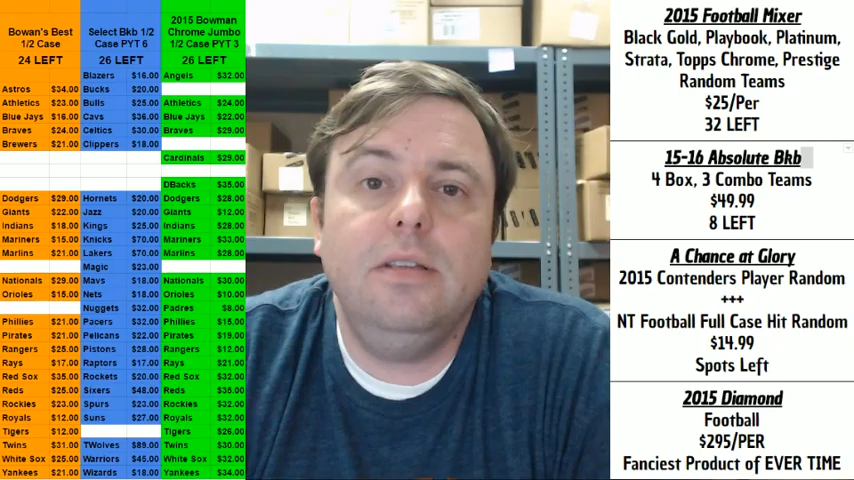 Bowan's Best
1/2 Case
24 LEFT
Astros $34.00
Athletics $23.00
Blue Jays $16.00
Braves $24.00
Brewers $21.00
Dodgers $29.00
Giants $22.00
Indians $18.00
Mariners $15.00
Marlins $21.00
Nationals $29.00
Orioles $15.00
Phillies $21.00
Pirates $21.00
Rangers $25.00
Rays $17.00
Red Sox $35.00
Reds $25.00
Rockies $23.00
Royals $12.00
Tigers $12.00
Twins $31.00
White Sox $25.00
Yankees $21.00
Select Bkb 1/2
Case PYT 6
26 LEFT
Blazers $16.00
Bucks $20.00
Bulls $25.00
Cavs $36.00
Celtics $30.00
Clippers $18.00
Hornets $20.00
Jazz $20.00
Kings $25.00
Knicks $70.00
Lakers $70.00
Magic $23.00
Mavs $18.00
Nets $18.00
Nuggets $32.00
Pacers $32.00
Pelicans $22.00
Pistons $28.00
Raptors $17.00
Rockets $20.00
Sixers $48.00
Spurs $23.00
Suns $27.00
TWolves $89.00
Warriors $45.00
Wizards $18.00
2015 Bowman
Chrome Jumbo
1/2 Case PYT 3
26 LEFT
Angels $32.00
Athletics $24.00
Blue Jays $22.00
Braves $29.00
Cardinals $29.00
DBacks $35.00
Dodgers $28.00
Giants $12.00
Indians $28.00
Mariners $33.00
Marlins $28.00
Nationals $30.00
Orioles $10.00
Padres $8.00
Phillies $15.00
Pirates $19.00
Rangers $12.00
Rays $21.00
Red Sox $32.00
Reds $35.00
Rockies $32.00
Royals $32.00
Tigers $26.00
Twins $30.00
White Sox $32.00
Yankees $34.00
2015 Football Mixer
Black Gold, Playbook, Platinum,
Strata, Topps Chrome, Prestige
Random Teams
$25/Per
32 LEFT
15-16 Absolute Bkb
4 Box, 3 Combo Teams
$49.99
8 LEFT
A Chance at Glory
2015 Contenders Player Random
+++
NT Football Full Case Hit Random
$14.99
Spots Left
2015 Diamond
Football
$295/PER
Fanciest Product of EVER TIME